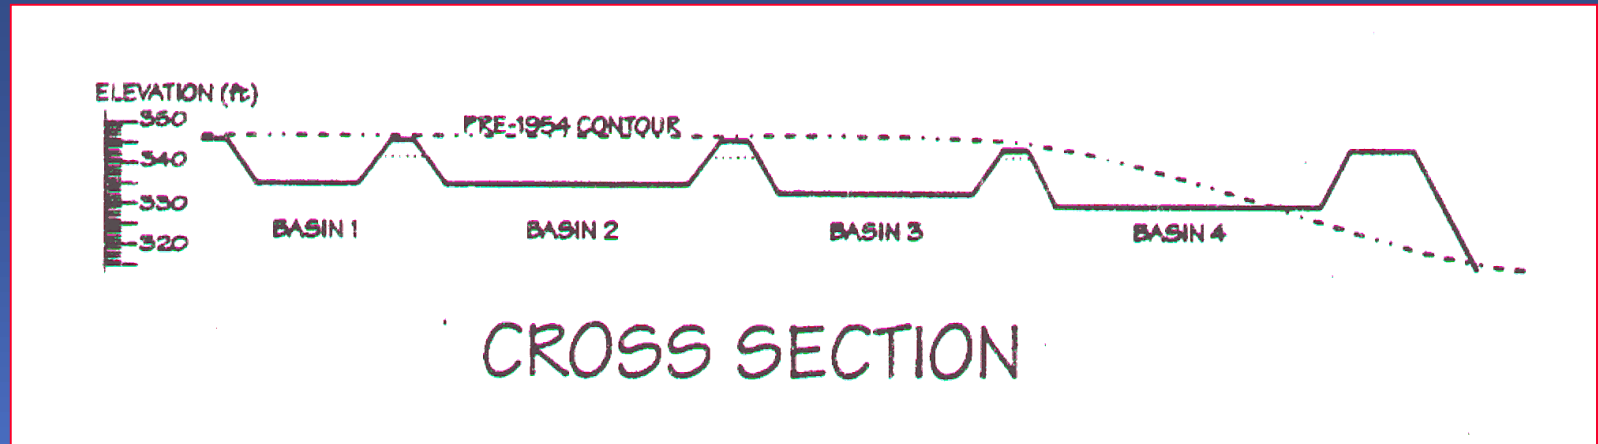 ELEVATION (ft)
350
340
330
320
PRE-1954 CONTOUR
BASIN 1
BASIN 2
BASIN 3
BASIN 4
CROSS SECTION